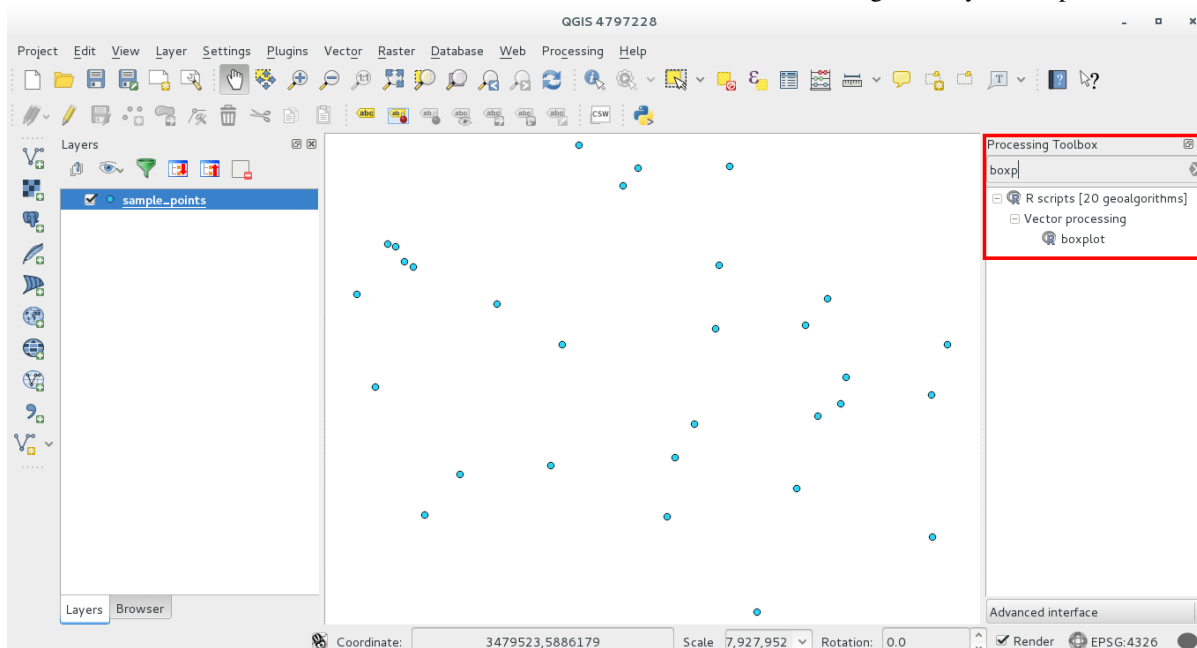 QGIS 4797228
Project Edit View Layer Settings Plugins Vector Raster Database Web Processing Help
abc CSW
Layers
sample_points
Layers Browser
Processing Toolbox
boxp
R scripts [20 geoalgorithms]
Vector processing
boxplot
Advanced interface
Coordinate: 3479523,5886179 Scale 7,927,952 Rotation: 0.0 Render EPSG:4326